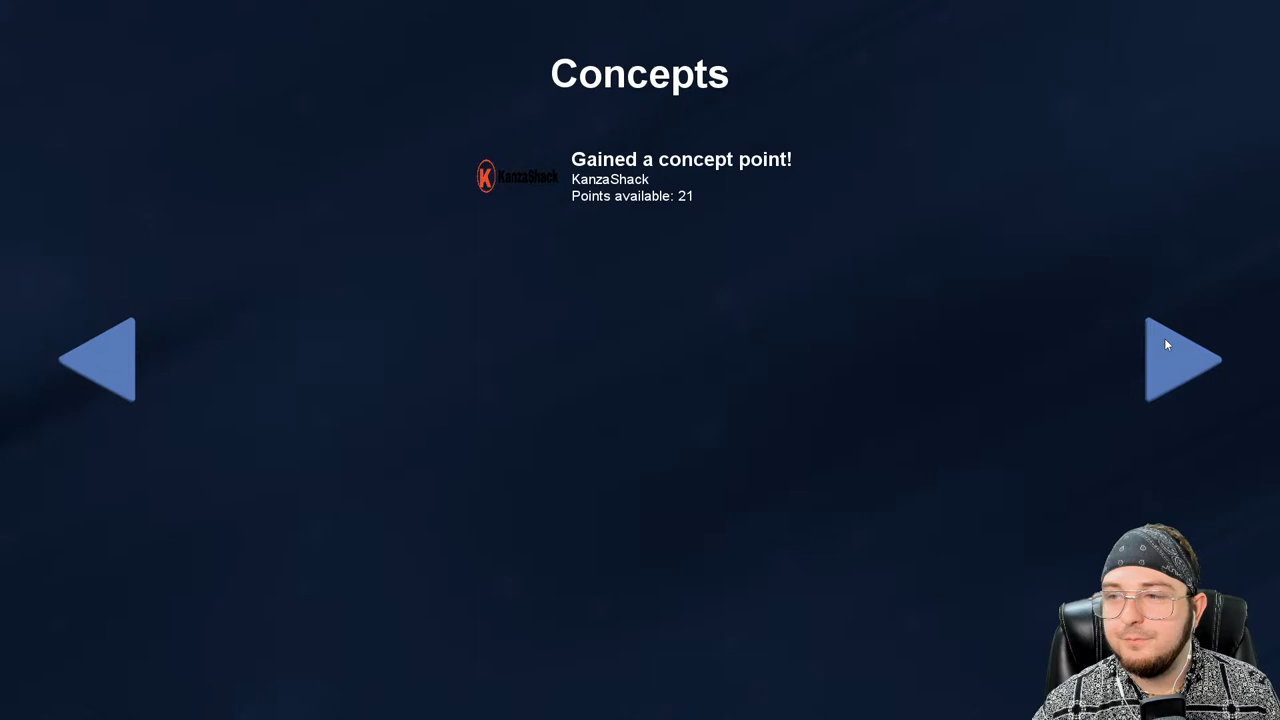 Concepts
Gained a concept point!
K KanzaShack
KanzaShack
Points available: 21